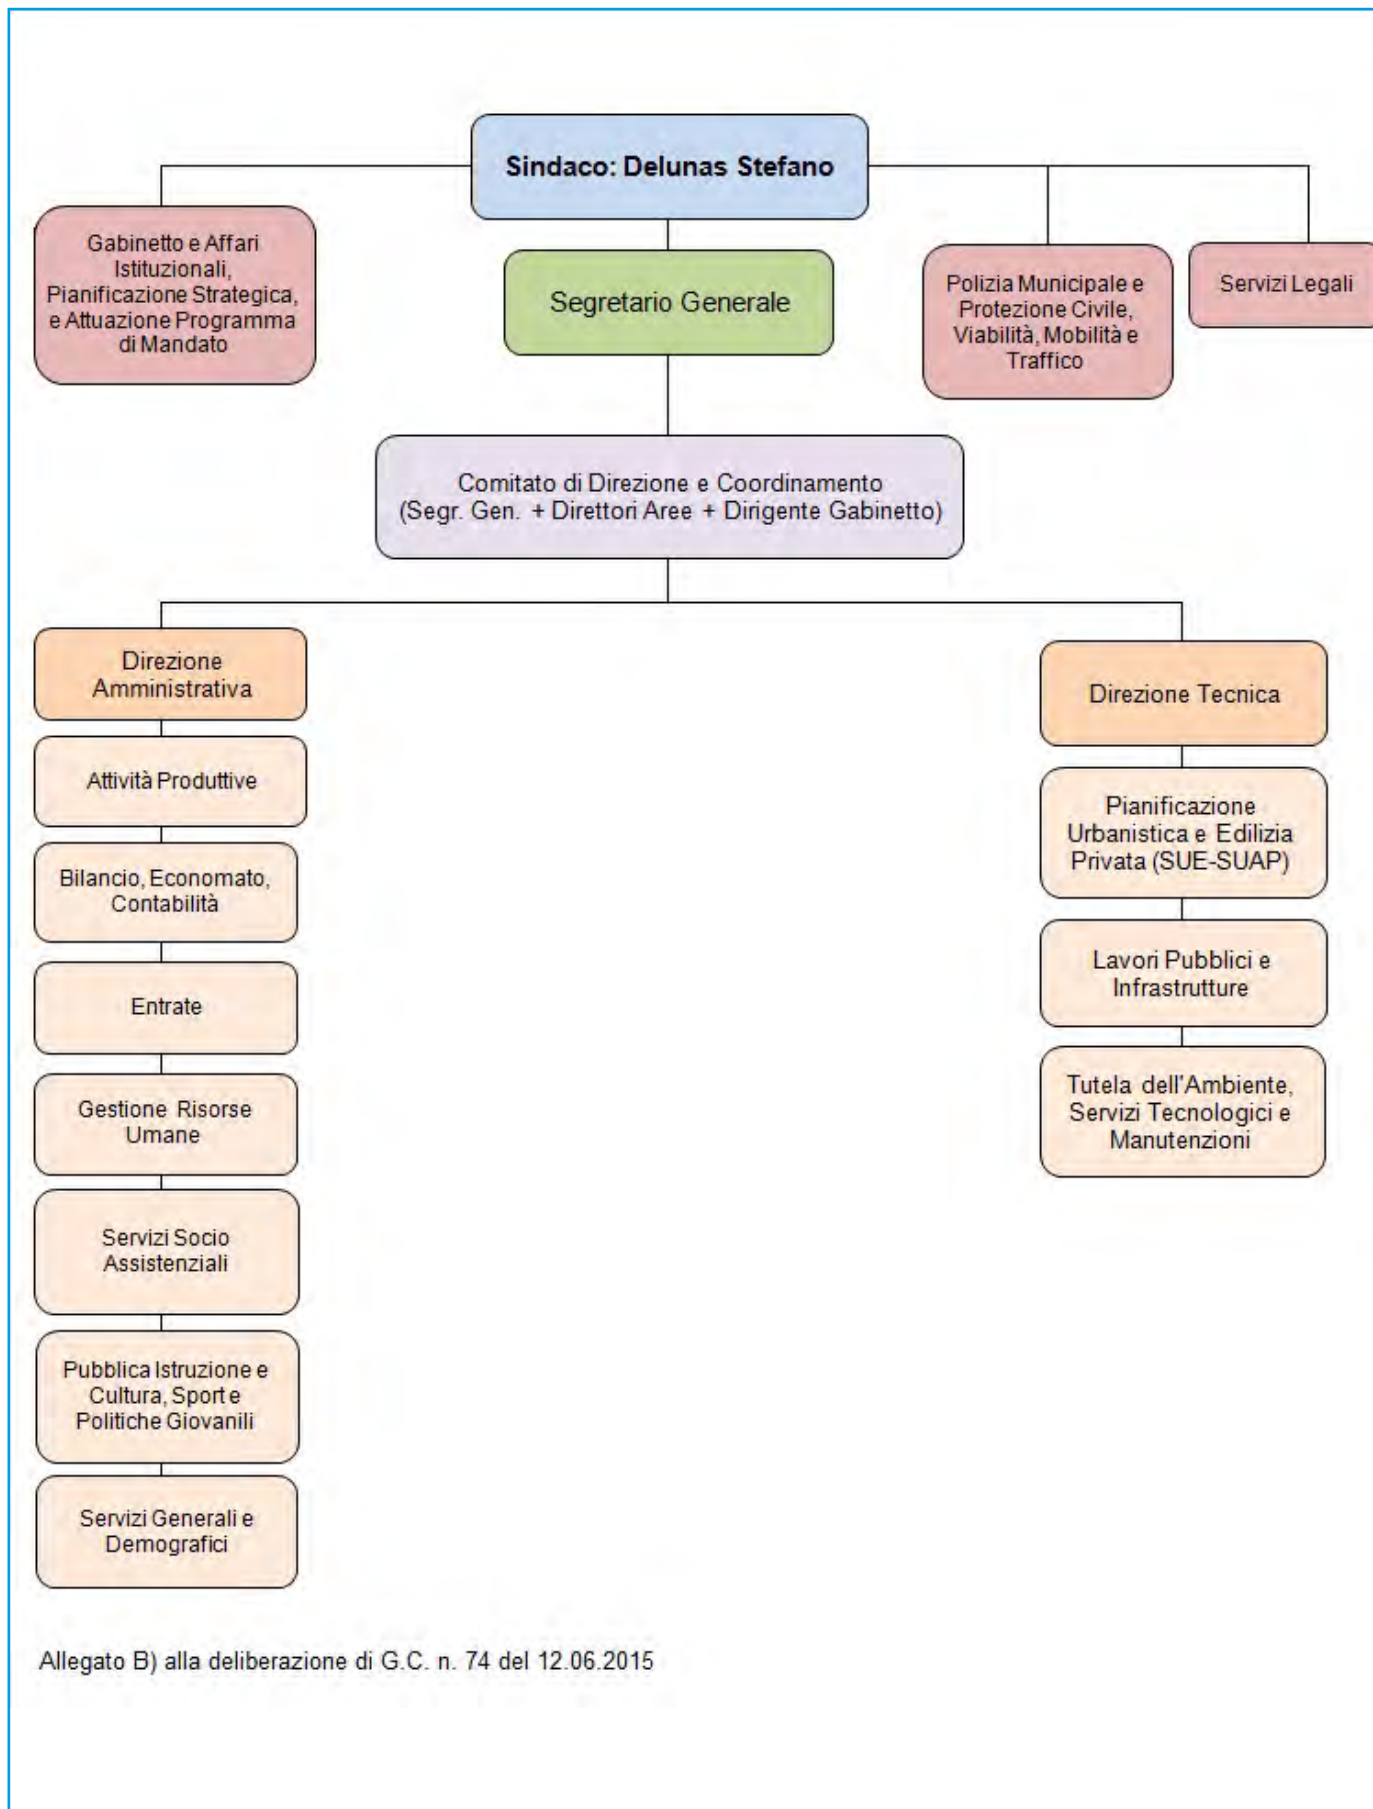 Sindaco: Delunas Stefano
Gabinetto e Affari
Istituzionali,
Pianificazione Strategica,
e Attuazione Programma
di Mandato
Segretario Generale
Polizia Municipale e
Protezione Civile,
Viabilità, Mobilità e
Traffico
Servizi Legali
Comitato di Direzione e Coordinamento
(Segr. Gen. + Direttori Aree + Dirigente Gabinetto)
Direzione
Amministrativa
Attività Produttive
Bilancio, Economato,
Contabilità
Entrate
Gestione Risorse
Umane
Servizi Socio
Assistenziali
Pubblica Istruzione e
Cultura, Sport e
Politiche Giovanili
Servizi Generali e
Demografici
Direzione Tecnica
Pianificazione
Urbanistica e Edilizia
Privata (SUE-SUAP)
Lavori Pubblici e
Infrastrutture
Tutela dell'Ambiente,
Servizi Tecnologici e
Manutenzioni
Allegato B) alla deliberazione di G.C. n. 74 del 12.06.2015